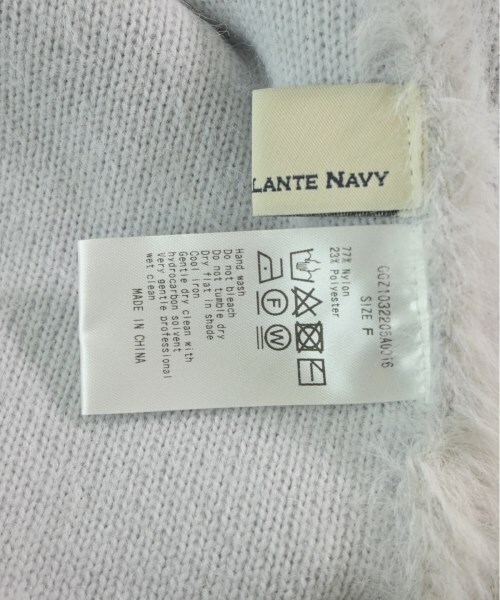 LANTE NAVY
GGZ1032205A0016
SIZE F
77% Nylon
23% Polyester
F
W
Hand wash
Do not bleach
Do not tumble dry
Dry flat in shade
Cool iron
Gentle dry clean with
hydrocarbon solvent
Very gentle professional
wet clean
MADE IN CHINA